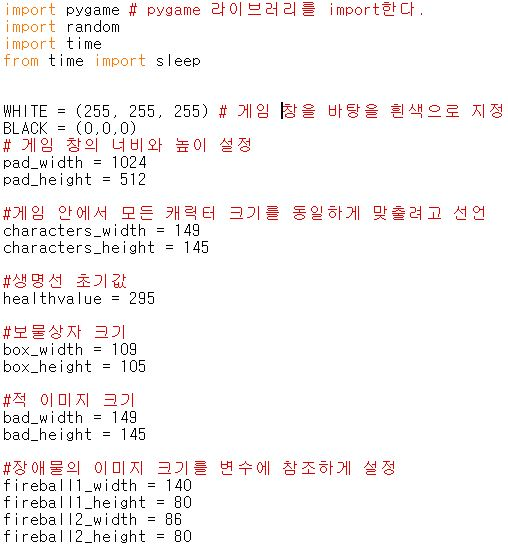 import pygame # pygame 라이브러리를 import한다.
import random
import time
from time import sleep
WHITE = (255, 255, 255) # 게임 창을 바탕을 흰색으로 지정
BLACK = (0,0,0)
# 게임 창의 너비와 높이 설정
pad_width = 1024
pad_height = 512
#게임 안에서 모든 캐릭터 크기를 동일하게 맞출려고 선언
characters_width = 149
characters_height = 145
#생명선 초기값
healthvalue = 295
#보물상자 크기
box_width = 109
box_height = 105
#적 이미지 크기
bad_width = 149
bad_height = 145
#장애물의 이미지 크기를 변수에 참조하게 설정
fireball1_width = 140
fireball1_height = 80
fireball2_width = 86
fireball2_height = 80